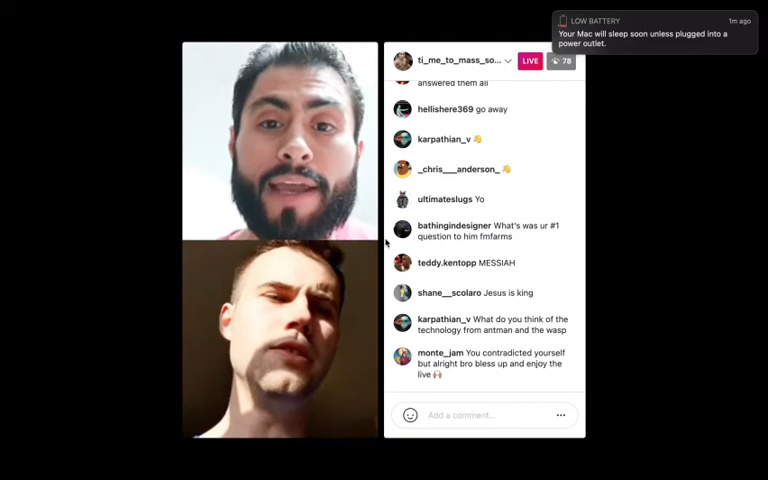 LOW BATTERY
1m ago
Your Mac will sleep soon unless plugged into a
power outlet.
ti_me_to_mass_so...
LIVE
78
answered them all
hellishere369 go away
karpathian_v 👋
_chris___anderson_ 👋
ultimateslugs Yo
bathingindesigner What's was ur #1
question to him fmfarms
teddy.kentopp MESSIAH
shane__scolaro Jesus is king
karpathian_v What do you think of the
technology from antman and the wasp
monte_jam You contradicted yourself
but alright bro bless up and enjoy the
live 🙌🏽
Add a comment...